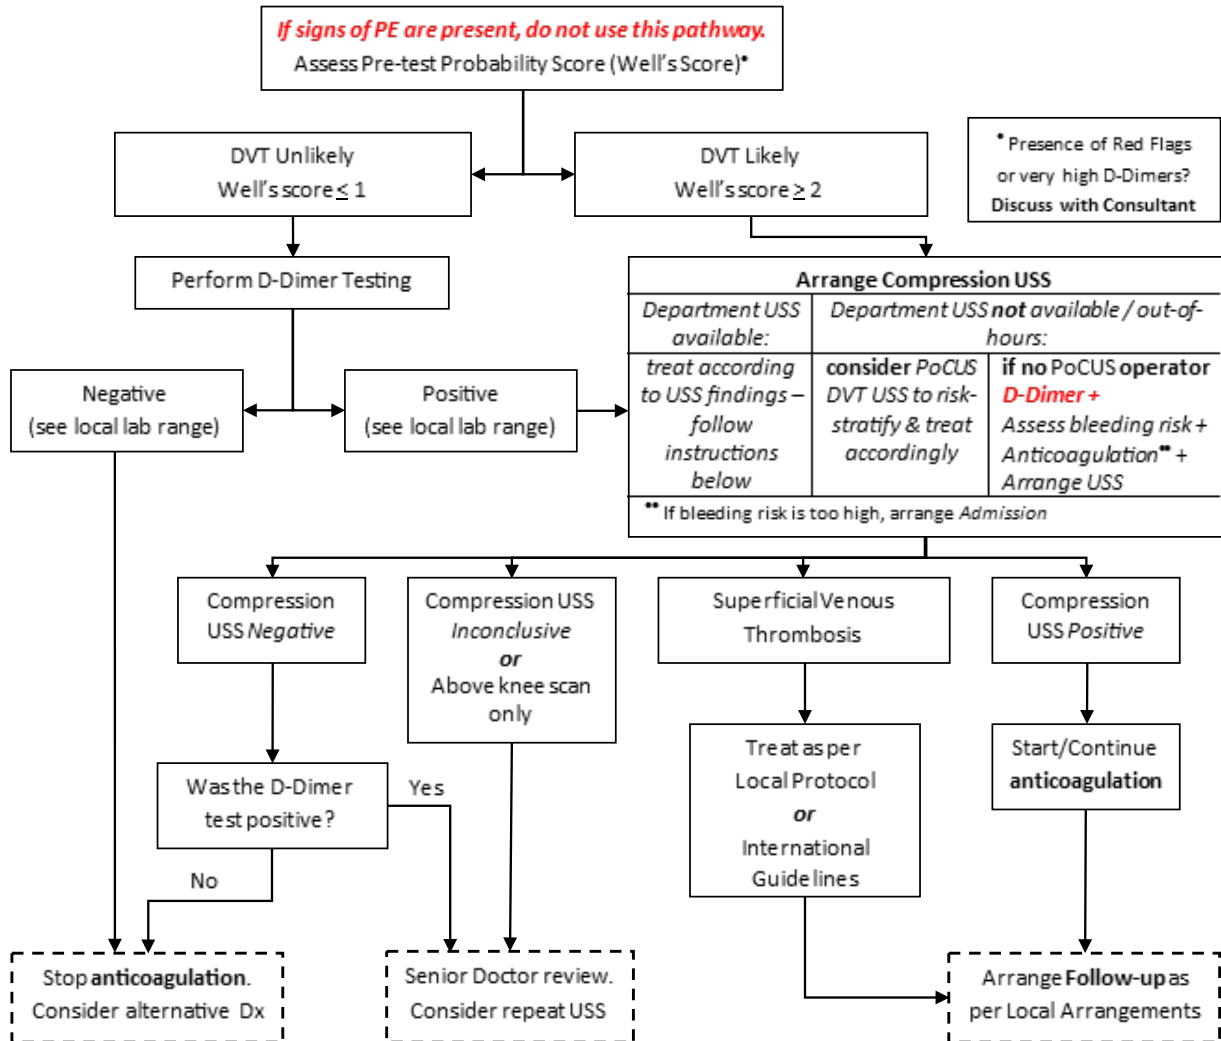 If signs of PE are present, do not use this pathway.
Assess Pre-test Probability Score (Well's Score)*
DVT Unlikely
Well's score ≤ 1
DVT Likely
Well's score ≥ 2
* Presence of Red Flags
or very high D-Dimers?
Discuss with Consultant
Perform D-Dimer Testing
Negative
(see local lab range)
Positive
(see local lab range)
Arrange Compression USS
Department USS
available:
Department USS not available / out-of-
hours:
treat according
to USS findings –
follow
instructions
below
consider PoCUS
DVT USS to risk-
stratify & treat
accordingly
if no PoCUS operator
D-Dimer +
Assess bleeding risk +
Anticoagulation** +
Arrange USS
** If bleeding risk is too high, arrange Admission
Compression
USS Negative
Compression USS
Inconclusive
or
Above knee scan
only
Superficial Venous
Thrombosis
Compression
USS Positive
Was the D-Dimer
test positive?
Yes
No
Treat as per
Local Protocol
or
International
Guidelines
Start/Continue
anticoagulation
Stop anticoagulation.
Consider alternative Dx
Senior Doctor review.
Consider repeat USS
Arrange Follow-up as
per Local Arrangements